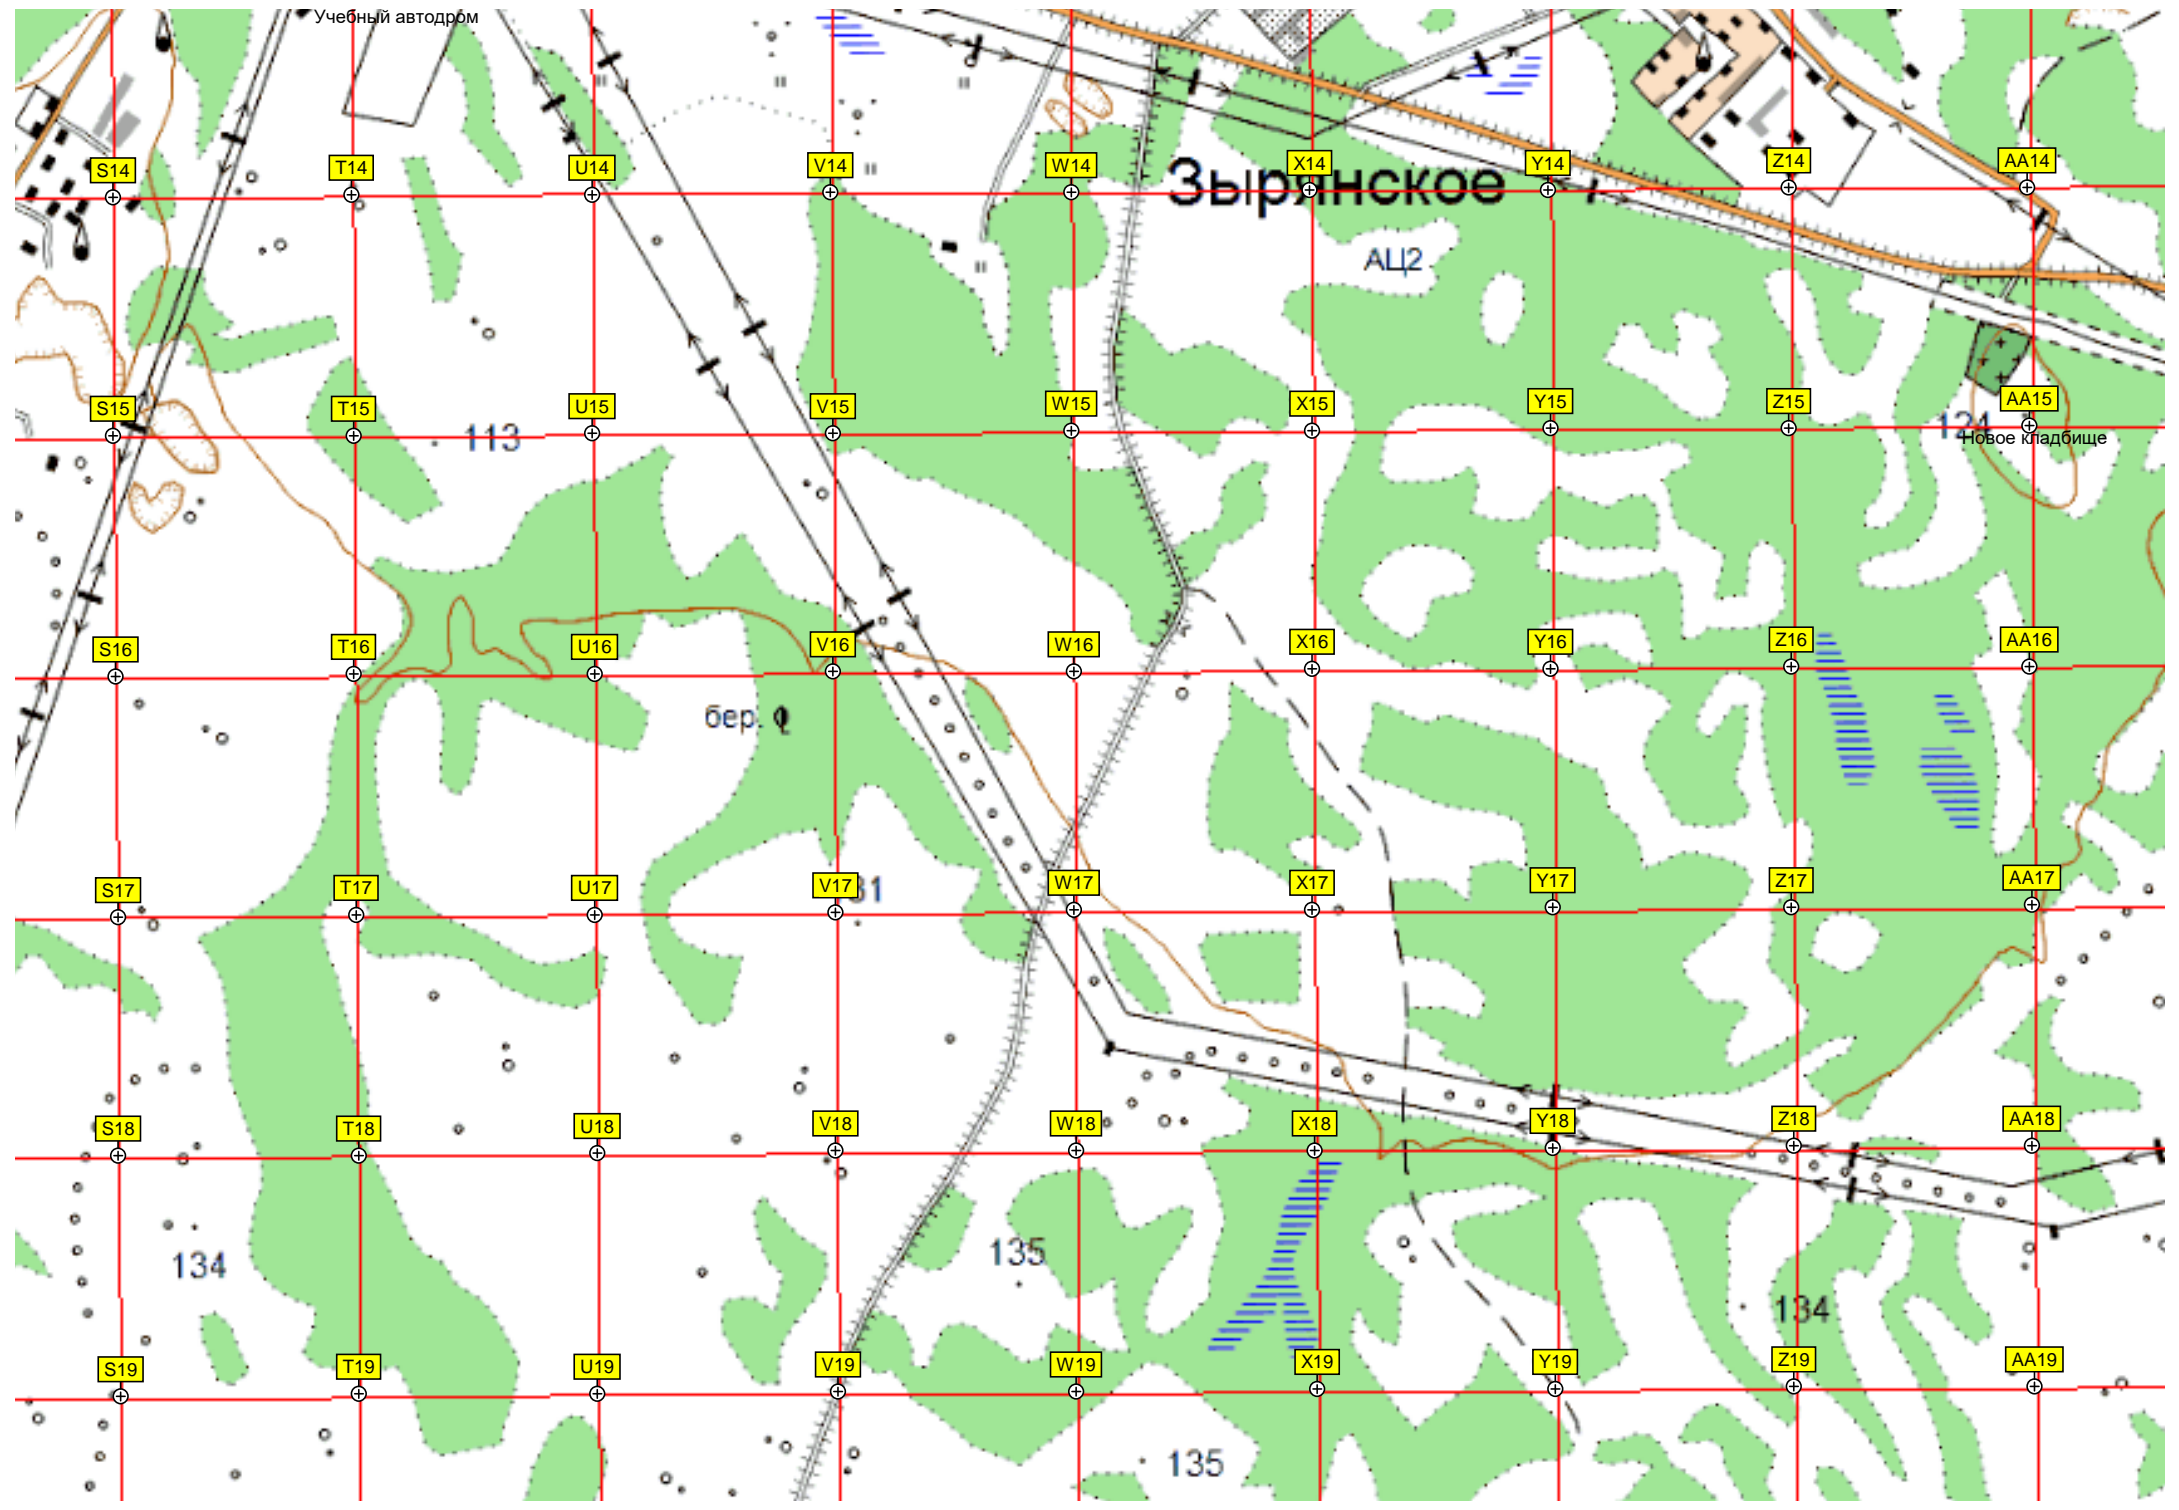 Учебный автодром
S14 T14 U14 V14 W14 X14 Y14 Z14 AA14
Зырянское
АЦ2
S15 T15 U15 V15 W15 X15 Y15 Z15 AA15
113
124
Новое кладбище
S16 T16 U16 V16 W16 X16 Y16 Z16 AA16
бер.
S17 T17 U17 V17 W17 X17 Y17 Z17 AA17
31
S18 T18 U18 V18 W18 X18 Y18 Z18 AA18
134
135
134
S19 T19 U19 V19 W19 X19 Y19 Z19 AA19
135